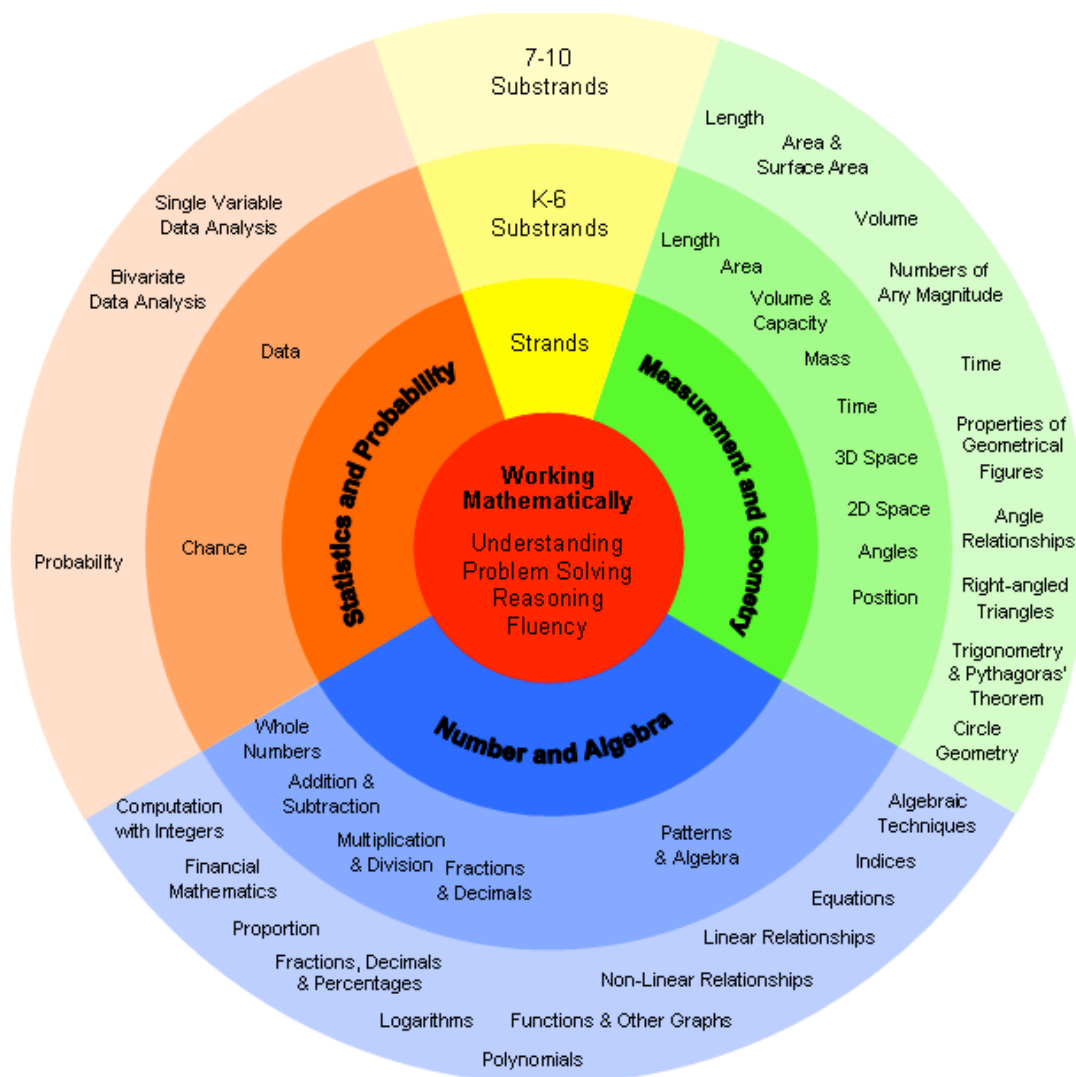 7-10
Substrands
K-6
Substrands
Strands
Working
Mathematically
Understanding
Problem Solving
Reasoning
Fluency
Measurement and Geometry
Length
Area
Volume &
Capacity
Mass
Time
3D Space
2D Space
Angles
Position
Length
Area &
Surface Area
Volume
Numbers of
Any Magnitude
Time
Properties of
Geometrical
Figures
Angle
Relationships
Right-angled
Triangles
Trigonometry
& Pythagoras'
Theorem
Circle
Geometry
Number and Algebra
Whole
Numbers
Addition &
Subtraction
Multiplication
& Division
Fractions
& Decimals
Patterns
& Algebra
Computation
with Integers
Financial
Mathematics
Proportion
Fractions, Decimals
& Percentages
Logarithms
Polynomials
Functions & Other Graphs
Non-Linear Relationships
Linear Relationships
Equations
Indices
Algebraic
Techniques
Statistics and Probability
Data
Chance
Single Variable
Data Analysis
Bivariate
Data Analysis
Probability